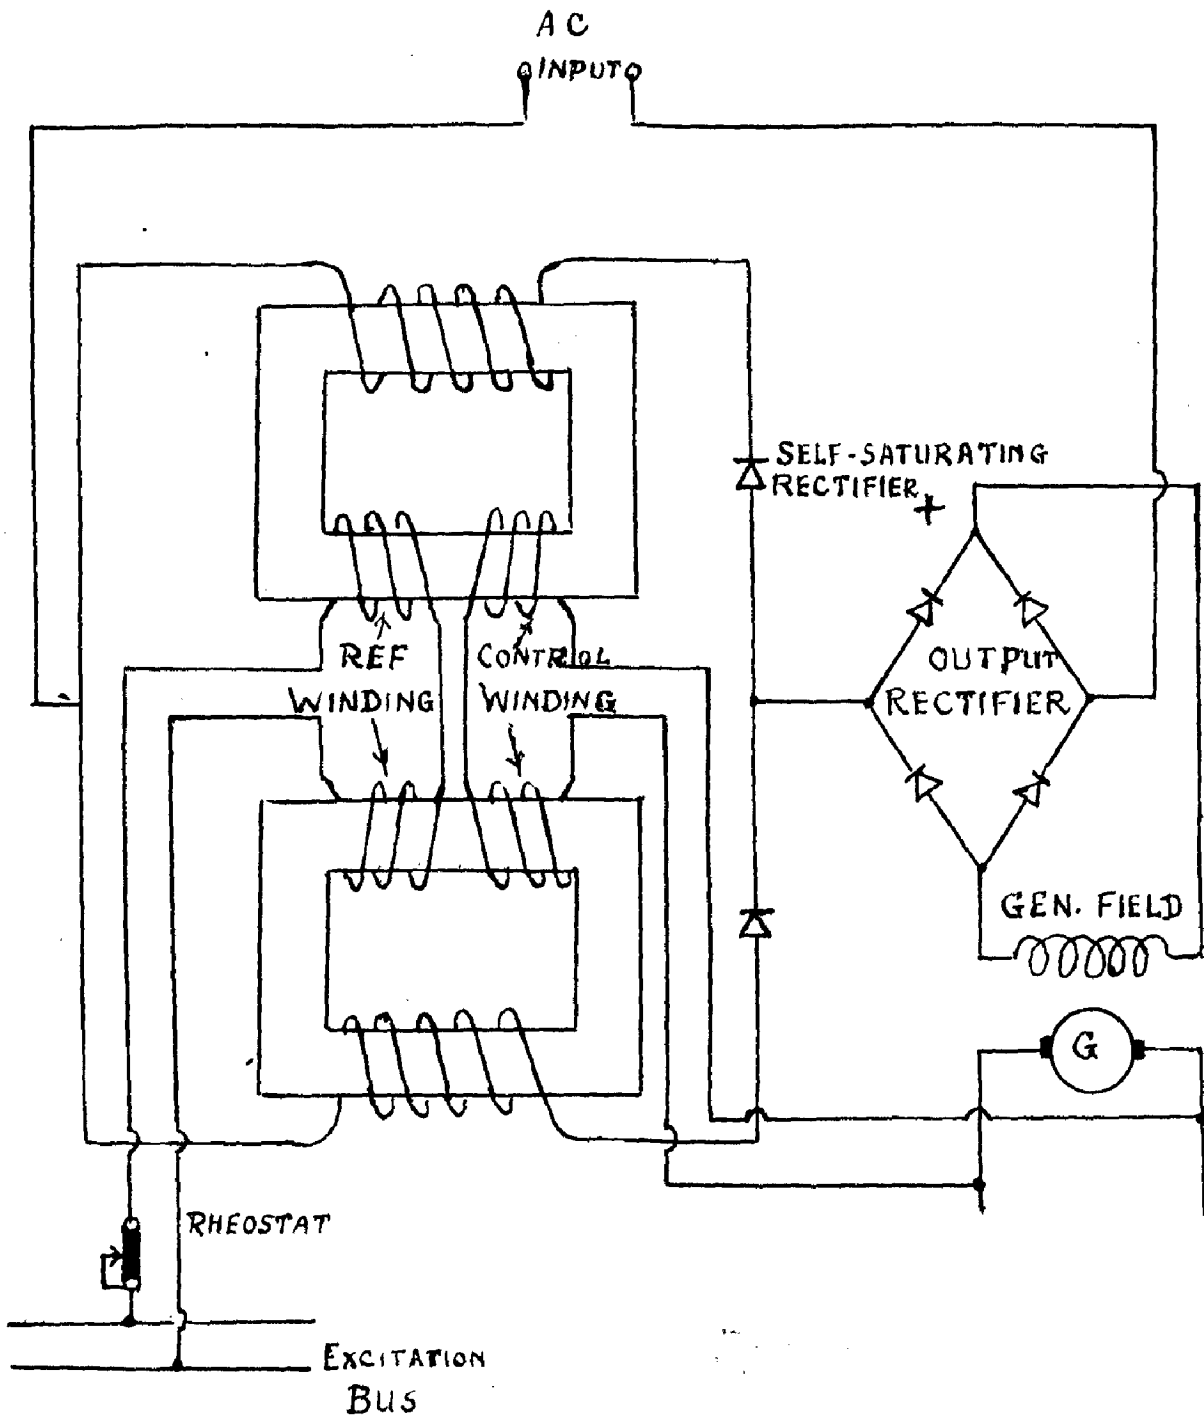 AC
INPUT
SELF-SATURATING
RECTIFIER
+
REF
WINDING
CONTROL
WINDING
OUTPUT
RECTIFIER
GEN. FIELD
G
RHEOSTAT
EXCITATION
BUS